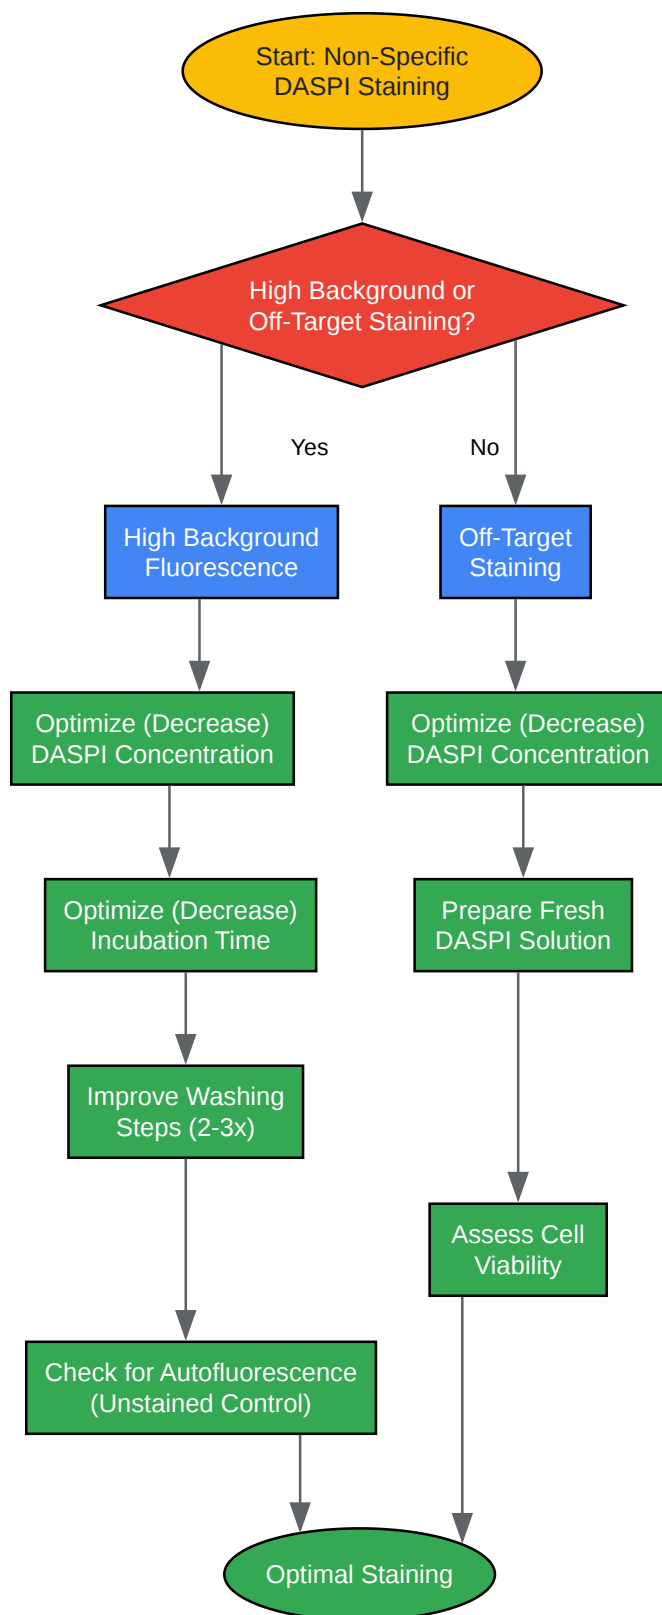 Start: Non-Specific
DASPI Staining
High Background or
Off-Target Staining?
Yes
No
High Background
Fluorescence
Off-Target
Staining
Optimize (Decrease)
DASPI Concentration
Optimize (Decrease)
DASPI Concentration
Optimize (Decrease)
Incubation Time
Prepare Fresh
DASPI Solution
Improve Washing
Steps (2-3x)
Assess Cell
Viability
Check for Autofluorescence
(Unstained Control)
Optimal Staining